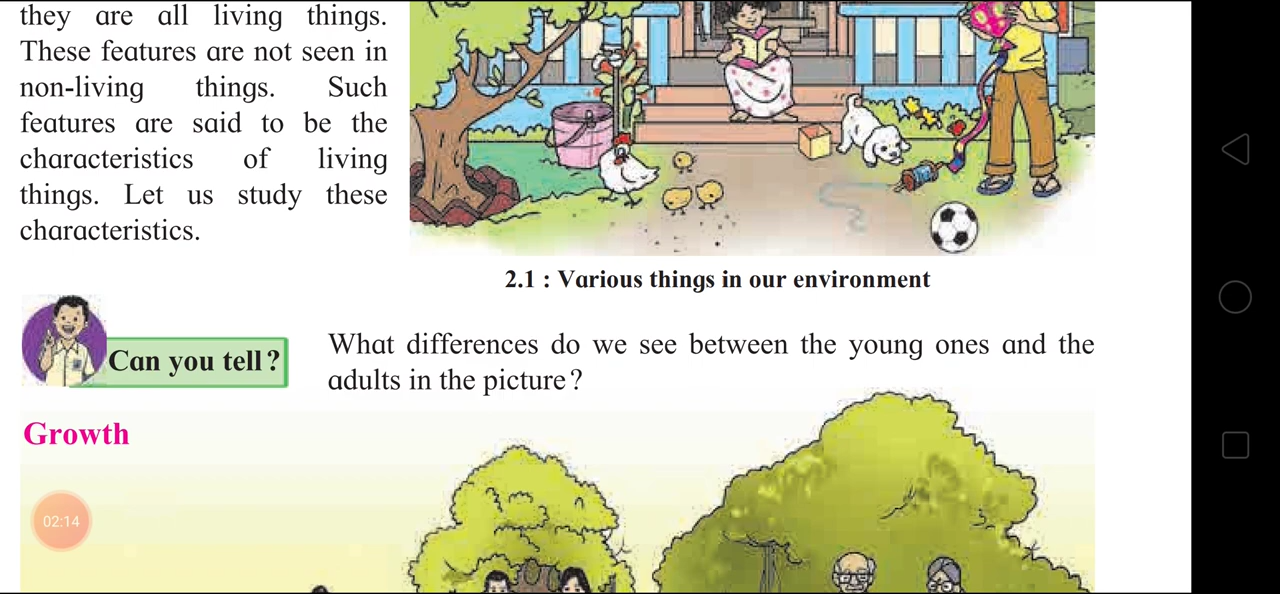 they are all living things.
These features are not seen in
non-living things. Such
features are said to be the
characteristics of living
things. Let us study these
characteristics.
2.1 : Various things in our environment
Can you tell?
What differences do we see between the young ones and the
adults in the picture?
Growth
02:14